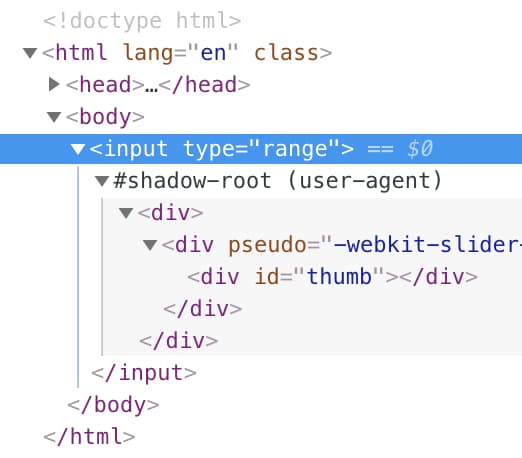 <!doctype html>
<html lang="en" class>
<head>…</head>
<body>
<input type="range"> == $0
#shadow-root (user-agent)
<div>
<div pseudo="-webkit-slider-
<div id="thumb"></div>
</div>
</div>
</input>
</body>
</html>